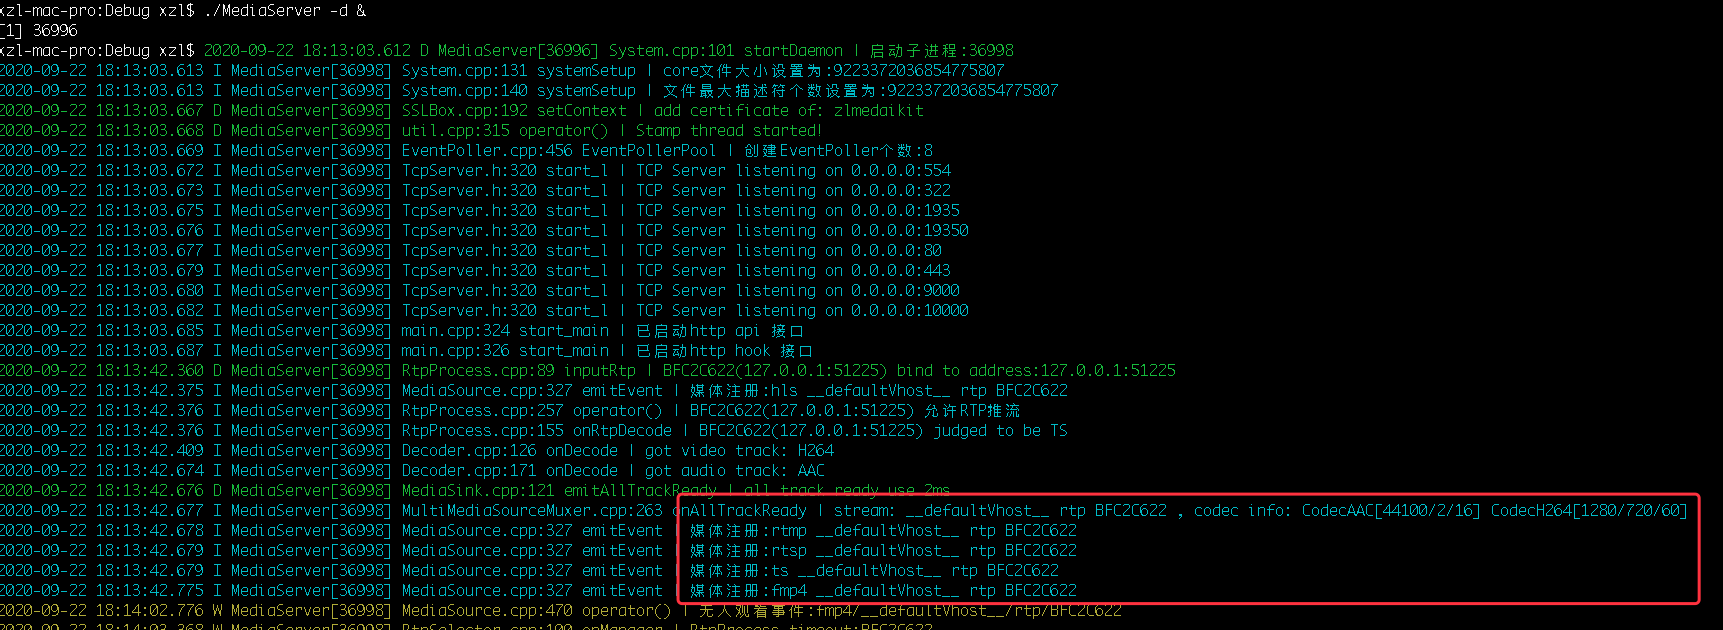 xzl-mac-pro:Debug xzl$ ./MediaServer -d &
[1] 36996
xzl-mac-pro:Debug xzl$ 2020-09-22 18:13:03.612 D MediaServer[36996] System.cpp:101 startDaemon | 启动子进程:36998
2020-09-22 18:13:03.613 I MediaServer[36998] System.cpp:131 systemSetup | core文件大小设置为:9223372036854775807
2020-09-22 18:13:03.613 I MediaServer[36998] System.cpp:140 systemSetup | 文件最大描述符个数设置为:9223372036854775807
2020-09-22 18:13:03.667 D MediaServer[36998] SSLBox.cpp:192 setContext | add certificate of: zlmedaikit
2020-09-22 18:13:03.668 D MediaServer[36998] util.cpp:315 operator() | Stamp thread started!
2020-09-22 18:13:03.669 I MediaServer[36998] EventPoller.cpp:456 EventPollerPool | 创建EventPoller个数:8
2020-09-22 18:13:03.672 I MediaServer[36998] TcpServer.h:320 start_l | TCP Server listening on 0.0.0.0:554
2020-09-22 18:13:03.673 I MediaServer[36998] TcpServer.h:320 start_l | TCP Server listening on 0.0.0.0:322
2020-09-22 18:13:03.675 I MediaServer[36998] TcpServer.h:320 start_l | TCP Server listening on 0.0.0.0:1935
2020-09-22 18:13:03.676 I MediaServer[36998] TcpServer.h:320 start_l | TCP Server listening on 0.0.0.0:19350
2020-09-22 18:13:03.677 I MediaServer[36998] TcpServer.h:320 start_l | TCP Server listening on 0.0.0.0:80
2020-09-22 18:13:03.679 I MediaServer[36998] TcpServer.h:320 start_l | TCP Server listening on 0.0.0.0:443
2020-09-22 18:13:03.680 I MediaServer[36998] TcpServer.h:320 start_l | TCP Server listening on 0.0.0.0:9000
2020-09-22 18:13:03.682 I MediaServer[36998] TcpServer.h:320 start_l | TCP Server listening on 0.0.0.0:10000
2020-09-22 18:13:03.685 I MediaServer[36998] main.cpp:324 start_main | 已启动http api 接口
2020-09-22 18:13:03.687 I MediaServer[36998] main.cpp:326 start_main | 已启动http hook 接口
2020-09-22 18:13:42.360 D MediaServer[36998] RtpProcess.cpp:89 inputRtp | BFC2C622(127.0.0.1:51225) bind to address:127.0.0.1:51225
2020-09-22 18:13:42.375 I MediaServer[36998] MediaSource.cpp:327 emitEvent | 媒体注册:hls __defaultVhost__ rtp BFC2C622
2020-09-22 18:13:42.376 I MediaServer[36998] RtpProcess.cpp:257 operator() | BFC2C622(127.0.0.1:51225) 允许RTP推流
2020-09-22 18:13:42.376 I MediaServer[36998] RtpProcess.cpp:155 onRtpDecode | BFC2C622(127.0.0.1:51225) judged to be TS
2020-09-22 18:13:42.409 I MediaServer[36998] Decoder.cpp:126 onDecode | got video track: H264
2020-09-22 18:13:42.674 I MediaServer[36998] Decoder.cpp:171 onDecode | got audio track: AAC
2020-09-22 18:13:42.676 D MediaServer[36998] MediaSink.cpp:121 emitAllTrackReady | all track ready use 2ms
2020-09-22 18:13:42.677 I MediaServer[36998] MultiMediaSourceMuxer.cpp:263 onAllTrackReady | stream: __defaultVhost__ rtp BFC2C622 , codec info: CodecAAC[44100/2/16] CodecH264[1280/720/60]
2020-09-22 18:13:42.678 I MediaServer[36998] MediaSource.cpp:327 emitEvent | 媒体注册:rtmp __defaultVhost__ rtp BFC2C622
2020-09-22 18:13:42.679 I MediaServer[36998] MediaSource.cpp:327 emitEvent | 媒体注册:rtsp __defaultVhost__ rtp BFC2C622
2020-09-22 18:13:42.679 I MediaServer[36998] MediaSource.cpp:327 emitEvent | 媒体注册:ts __defaultVhost__ rtp BFC2C622
2020-09-22 18:13:42.775 I MediaServer[36998] MediaSource.cpp:327 emitEvent | 媒体注册:fmp4 __defaultVhost__ rtp BFC2C622
2020-09-22 18:14:02.776 W MediaServer[36998] MediaSource.cpp:470 operator() | 无人观看事件:fmp4/__defaultVhost__/rtp/BFC2C622
2020-09-22 18:14:03.368 W MediaServer[36998] RtpSelector.cpp:100 onManager | RtpProcess timeout:BFC2C622